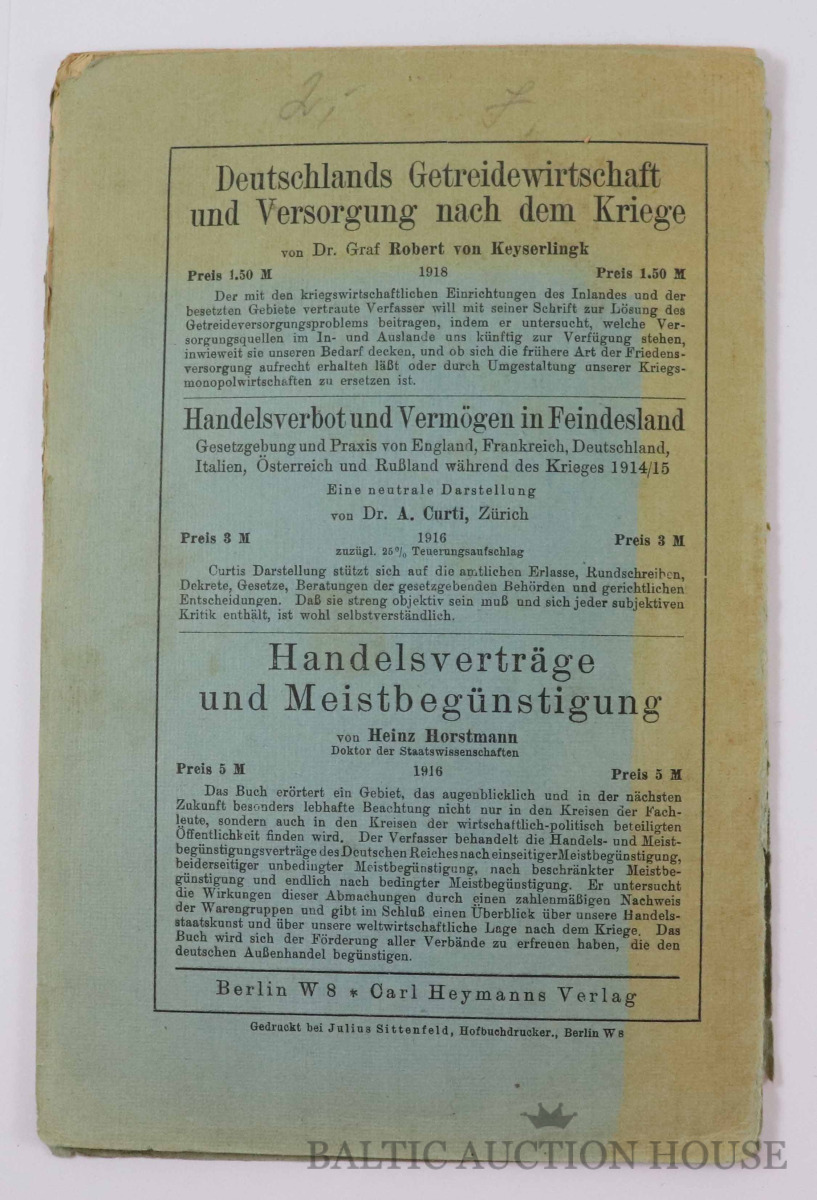 2,- 7
Deutschlands Getreidewirtschaft
und Versorgung nach dem Kriege
von Dr. Graf Robert von Keyserlingk
Preis 1.50 M 1918 Preis 1.50 M
Der mit den kriegswirtschaftlichen Einrichtungen des Inlandes und der
besetzten Gebiete vertraute Verfasser will mit seiner Schrift zur Lösung des
Getreideversorgungsproblems beitragen, indem er untersucht, welche Ver-
sorgungsquellen im In- und Auslande uns künftig zur Verfügung stehen,
inwieweit sie unseren Bedarf decken, und ob sich die frühere Art der Friedens-
versorgung aufrecht erhalten läßt oder durch Umgestaltung unserer Kriegs-
monopolwirtschaften zu ersetzen ist.
Handelsverbot und Vermögen in Feindesland
Gesetzgebung und Praxis von England, Frankreich, Deutschland,
Italien, Österreich und Rußland während des Krieges 1914/15
Eine neutrale Darstellung
von Dr. A. Curti, Zürich
Preis 3 M 1916 Preis 3 M
zuzügl. 25% Teuerungsaufschlag
Curtis Darstellung stützt sich auf die amtlichen Erlasse, Rundschreiben,
Dekrete, Gesetze, Beratungen der gesetzgebenden Behörden und gerichtlichen
Entscheidungen. Daß sie streng objektiv sein muß und sich jeder subjektiven
Kritik enthält, ist wohl selbstverständlich.
Handelsverträge
und Meistbegünstigung
von Heinz Horstmann
Doktor der Staatswissenschaften
Preis 5 M 1916 Preis 5 M
Das Buch erörtert ein Gebiet, das augenblicklich und in der nächsten
Zukunft besonders lebhafte Beachtung nicht nur in den Kreisen der Fach-
leute, sondern auch in den Kreisen der wirtschaftlich-politisch beteiligten
Öffentlichkeit finden wird. Der Verfasser behandelt die Handels- und Meist-
begünstigungsverträge des Deutschen Reiches nach einseitiger Meistbegünstigung,
beiderseitiger unbedingter Meistbegünstigung, nach beschränkter Meistbe-
günstigung und endlich nach bedingter Meistbegünstigung. Er untersucht
die Wirkungen dieser Abmachungen durch einen zahlenmäßigen Nachweis
der Warengruppen und gibt im Schluß einen Überblick über unsere Handels-
staatskunst und über unsere weltwirtschaftliche Lage nach dem Kriege. Das
Buch wird sich der Förderung aller Verbände zu erfreuen haben, die den
deutschen Außenhandel begünstigen.
Berlin W 8 * Carl Heymanns Verlag
Gedruckt bei Julius Sittenfeld, Hofbuchdrucker., Berlin W 8
BALTIC AUCTION HOUSE